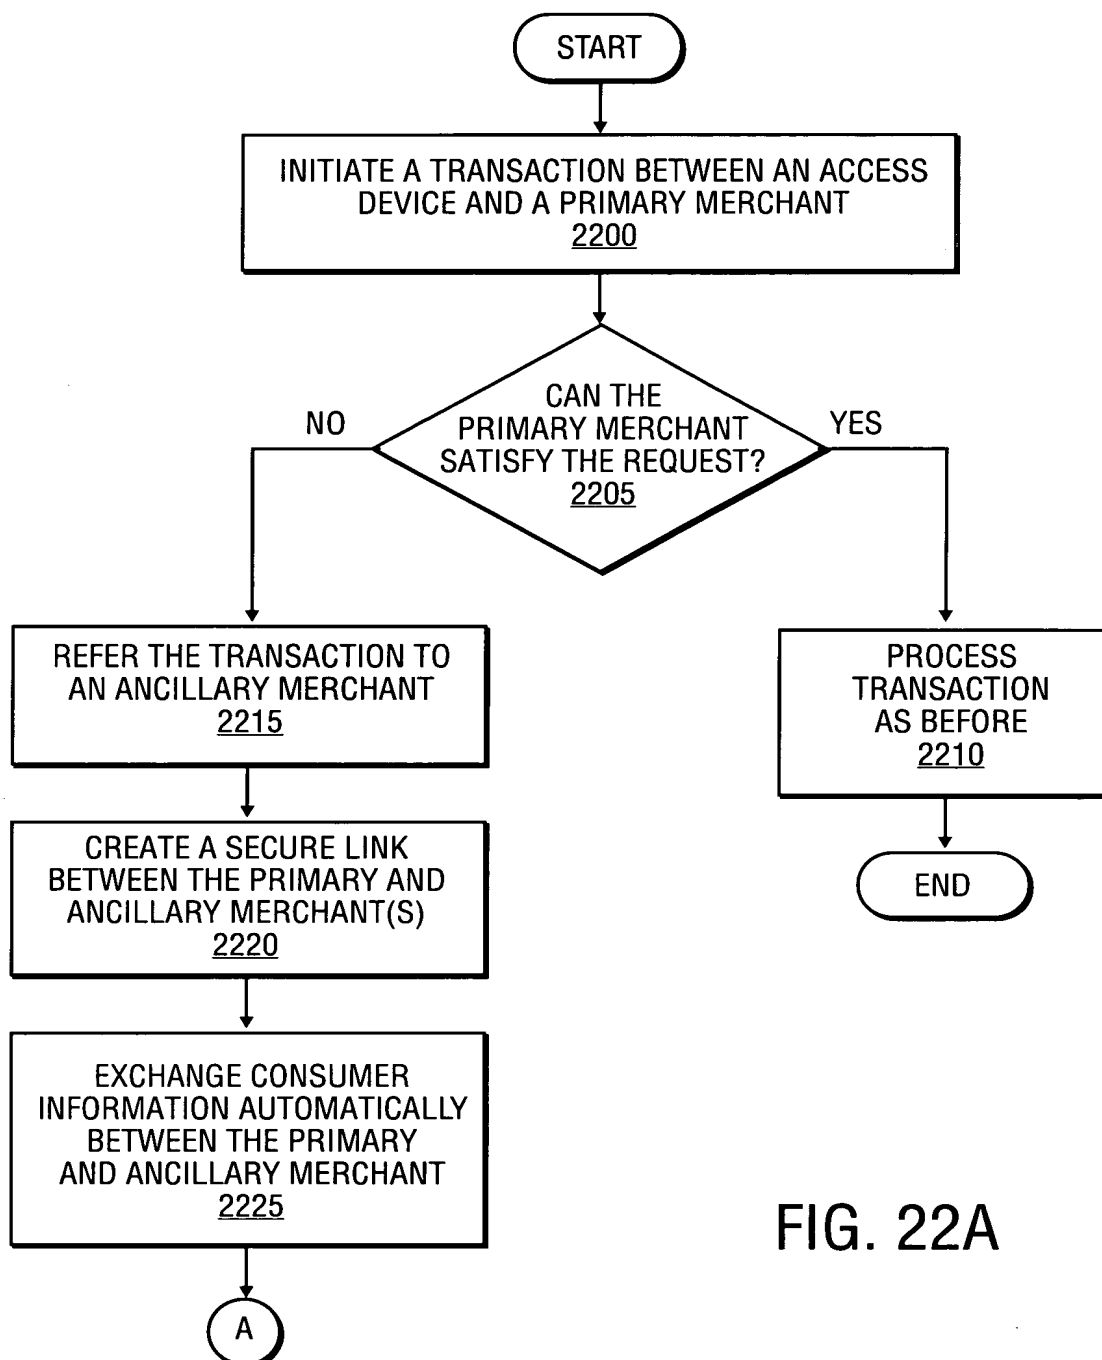 START
INITIATE A TRANSACTION BETWEEN AN ACCESS
DEVICE AND A PRIMARY MERCHANT
2200
CAN THE
PRIMARY MERCHANT
SATISFY THE REQUEST?
2205
NO
YES
REFER THE TRANSACTION TO
AN ANCILLARY MERCHANT
2215
PROCESS
TRANSACTION
AS BEFORE
2210
CREATE A SECURE LINK
BETWEEN THE PRIMARY AND
ANCILLARY MERCHANT(S)
2220
END
EXCHANGE CONSUMER
INFORMATION AUTOMATICALLY
BETWEEN THE PRIMARY
AND ANCILLARY MERCHANT
2225
FIG. 22A
A